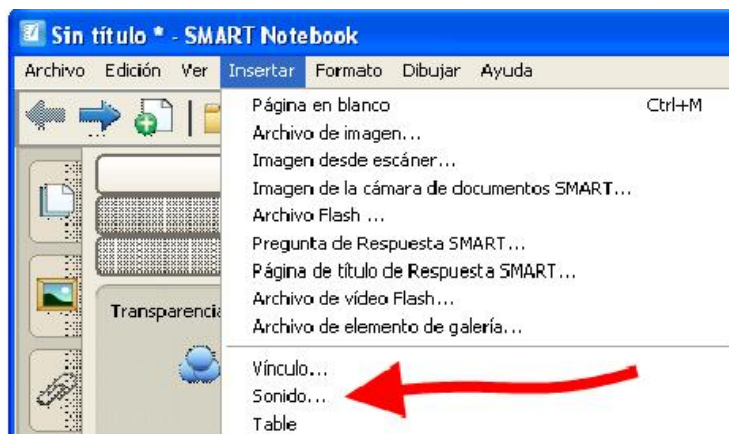 Sin título * - SMART Notebook
Archivo Edición Ver Insertar Formato Dibujar Ayuda
Página en blanco Ctrl+M
Archivo de imagen...
Imagen desde escáner...
Imagen de la cámara de documentos SMART...
Archivo Flash ...
Pregunta de Respuesta SMART...
Página de título de Respuesta SMART...
Archivo de vídeo Flash...
Archivo de elemento de galería...
Transparencia
Vínculo...
Sonido...
Table